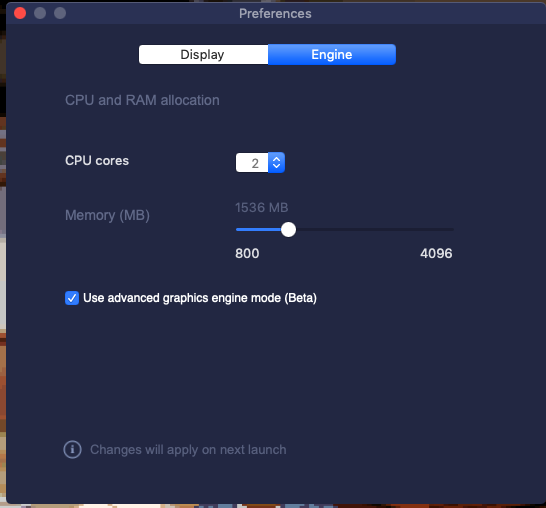 Preferences
Display Engine
CPU and RAM allocation
CPU cores 2
1536 MB
Memory (MB)
800 4096
Use advanced graphics engine mode (Beta)
Changes will apply on next launch